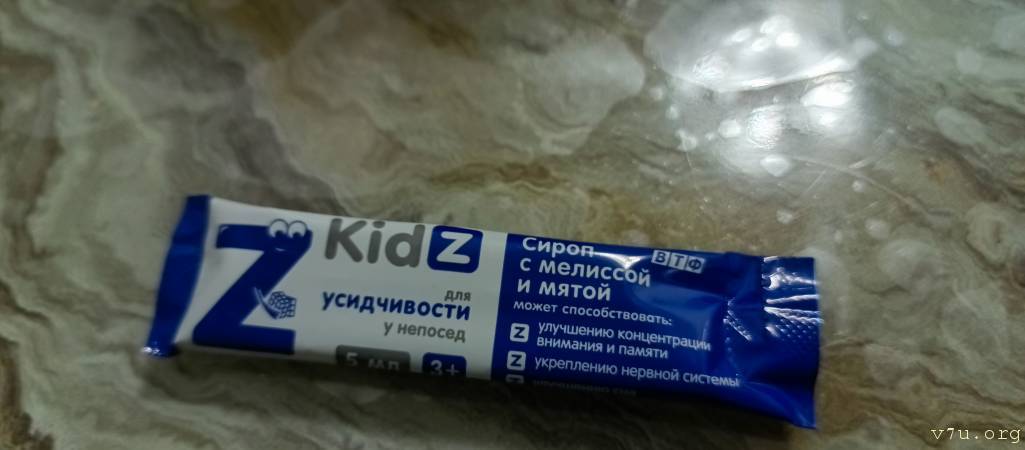 KidZ
для
усидчивости
у непосед
5 мл
3+
Сироп
с мелиссой
и мятой
ВТФ
может способствовать:
улучшению концентрации
внимания и памяти
укреплению нервной системы
v7u.org